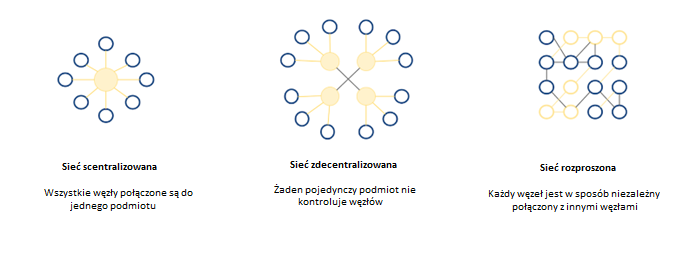 Sieć scentralizowana
Wszystkie węzły połączone są do
jednego podmiotu
Sieć zdecentralizowana
Żaden pojedynczy podmiot nie
kontroluje węzłów
Sieć rozproszona
Każdy węzeł jest w sposób niezależny
połączony z innymi węzłami